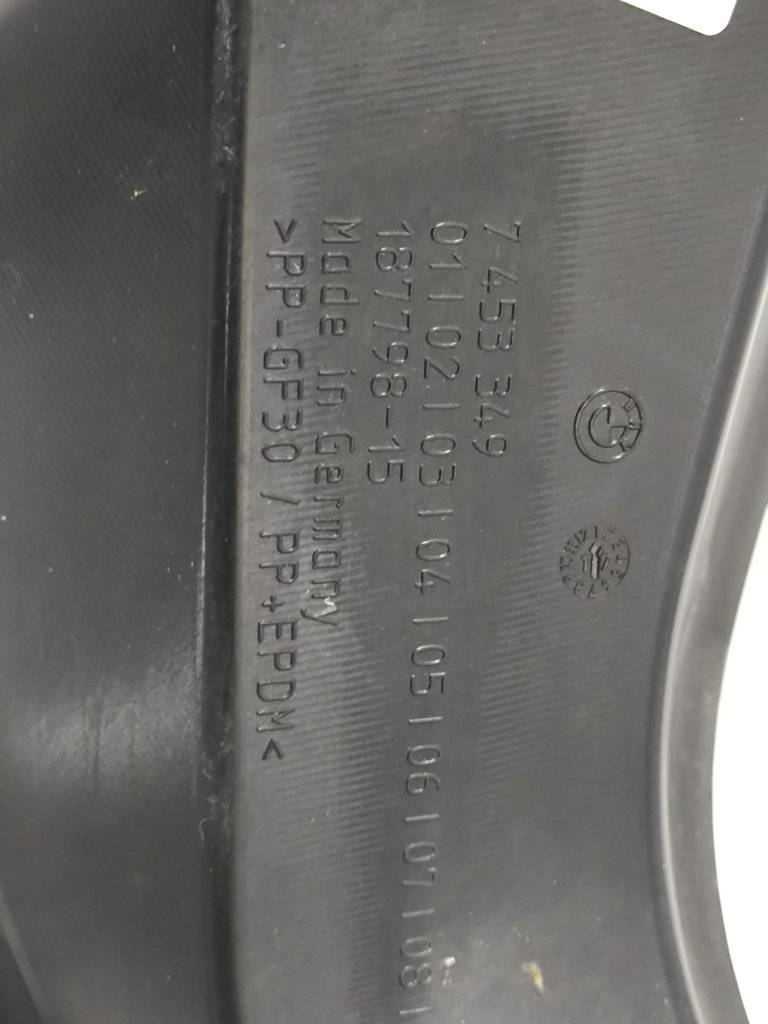 7 453 349
01 | 02 | 03 | 04 | 05 | 06 | 07 | 08 |
187798-15
Made in Germany
>PP-GF30 / PP+EPDM<